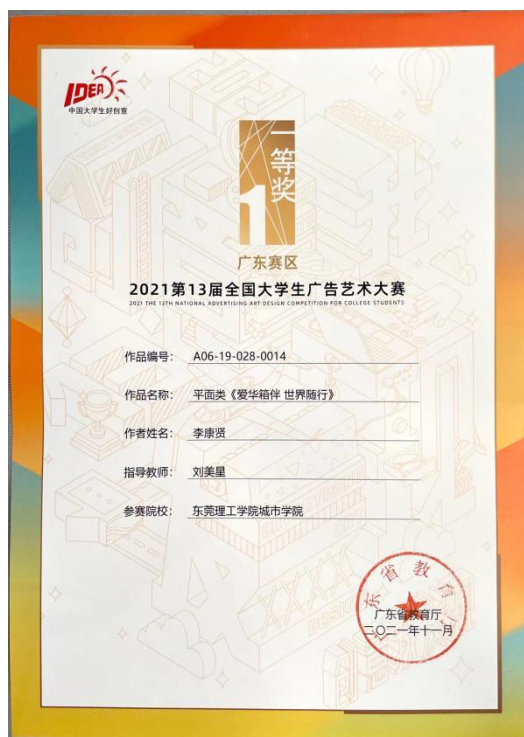 IDEA
中国大学生好创意
一等奖
1
广东赛区
2021第13届全国大学生广告艺术大赛
2021 THE 13TH NATIONAL ADVERTISING ART DESIGN COMPETITION FOR COLLEGE STUDENTS
作品编号: A06-19-028-0014
作品名称: 平面类《爱华箱伴 世界随行》
作者姓名: 李康贤
指导教师: 刘美星
参赛院校: 东莞理工学院城市学院
广东省教育厅
广东省教育厅
二〇二一年十一月